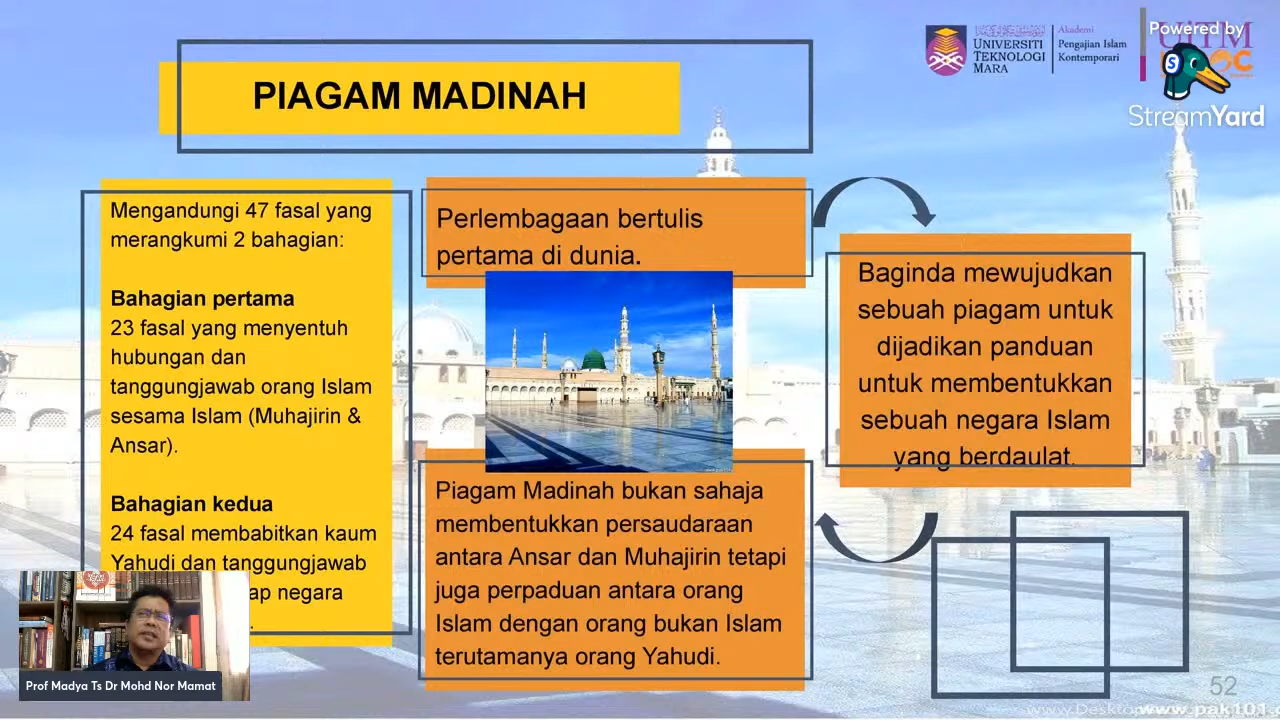 PIAGAM MADINAH
UNIVERSITI
TEKNOLOGI
MARA
Akademi
Pengajian Islam
Kontemporari
UiTM
Powered by
StreamYard
Mengandungi 47 fasal yang
merangkumi 2 bahagian:
Bahagian pertama
23 fasal yang menyentuh
hubungan dan
tanggungjawab orang Islam
sesama Islam (Muhajirin &
Ansar).
Bahagian kedua
24 fasal membabitkan kaum
Yahudi dan tanggungjawab
negara
Perlembagaan bertulis
pertama di dunia.
Baginda mewujudkan
sebuah piagam untuk
dijadikan panduan
untuk membentukkan
sebuah negara Islam
yang berdaulat.
Piagam Madinah bukan sahaja
membentukkan persaudaraan
antara Ansar dan Muhajirin tetapi
juga perpaduan antara orang
Islam dengan orang bukan Islam
terutamanya orang Yahudi.
Prof Madya Ts Dr Mohd Nor Mamat
52